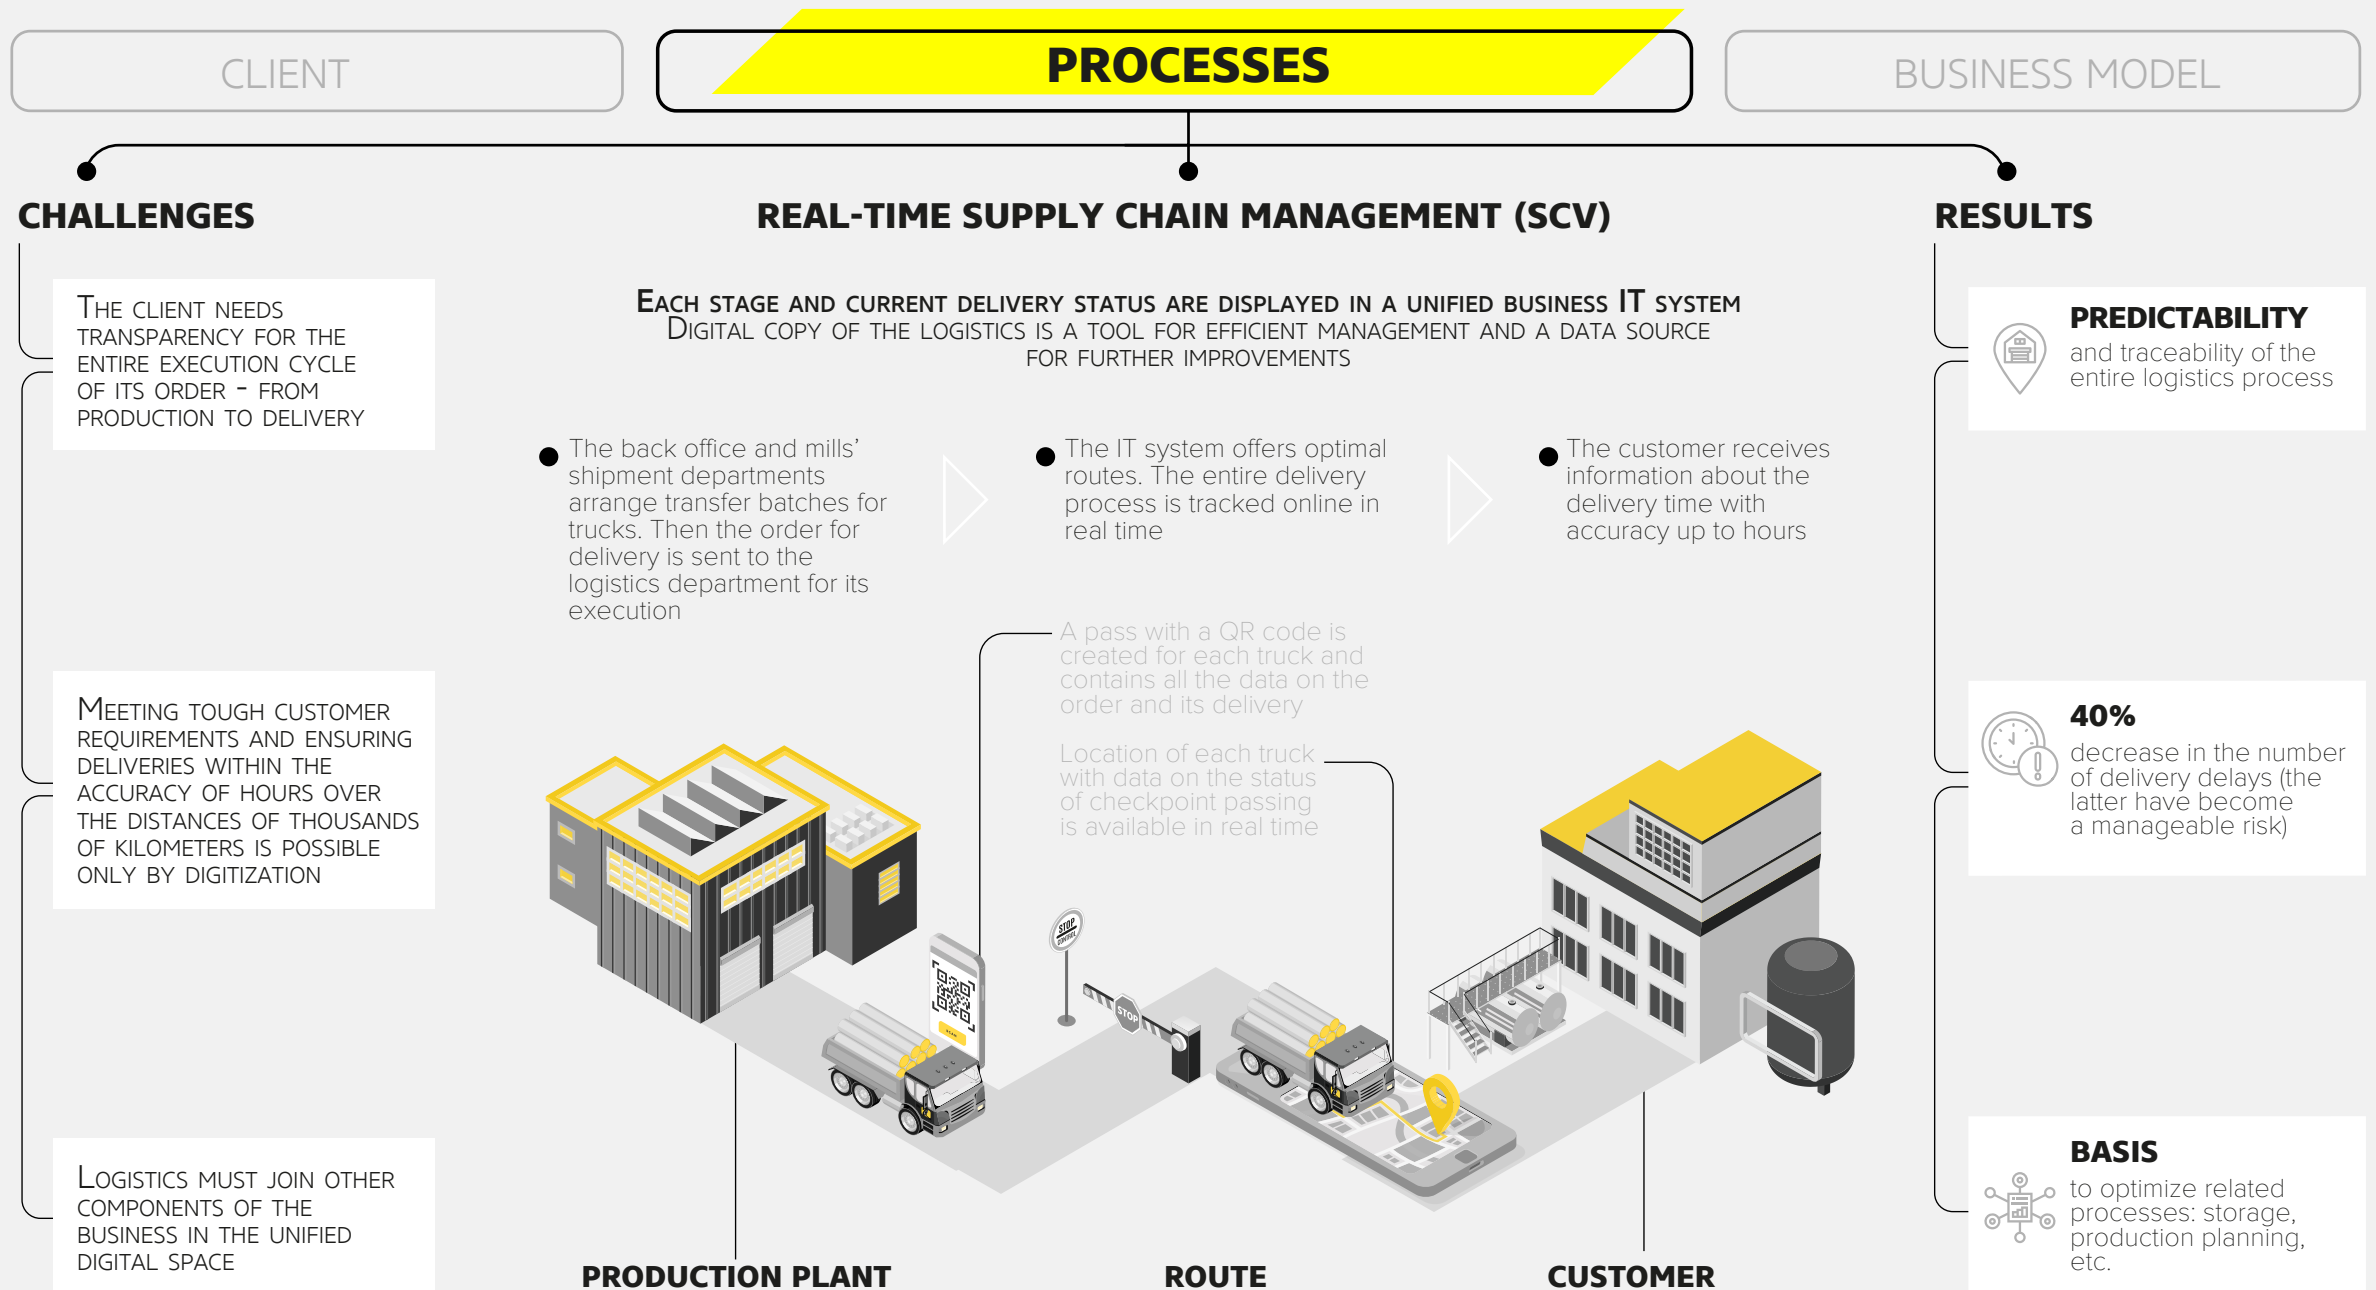 CLIENT
PROCESSES
BUSINESS MODEL
CHALLENGES
THE CLIENT NEEDS
TRANSPARENCY FOR THE
ENTIRE EXECUTION CYCLE
OF ITS ORDER - FROM
PRODUCTION TO DELIVERY
MEETING TOUGH CUSTOMER
REQUIREMENTS AND ENSURING
DELIVERIES WITHIN THE
ACCURACY OF HOURS OVER
THE DISTANCES OF THOUSANDS
OF KILOMETERS IS POSSIBLE
ONLY BY DIGITIZATION
LOGISTICS MUST JOIN OTHER
COMPONENTS OF THE
BUSINESS IN THE UNIFIED
DIGITAL SPACE
REAL-TIME SUPPLY CHAIN MANAGEMENT (SCV)
EACH STAGE AND CURRENT DELIVERY STATUS ARE DISPLAYED IN A UNIFIED BUSINESS IT SYSTEM
DIGITAL COPY OF THE LOGISTICS IS A TOOL FOR EFFICIENT MANAGEMENT AND A DATA SOURCE
FOR FURTHER IMPROVEMENTS
The back office and mills’
shipment departments
arrange transfer batches for
trucks. Then the order for
delivery is sent to the
logistics department for its
execution
The IT system offers optimal
routes. The entire delivery
process is tracked online in
real time
The customer receives
information about the
delivery time with
accuracy up to hours
A pass with a QR code is
created for each truck and
contains all the data on the
order and its delivery
Location of each truck
with data on the status
of checkpoint passing
is available in real time
STOP
CONTROL
STOP
SCAN
PRODUCTION PLANT
ROUTE
CUSTOMER
RESULTS
PREDICTABILITY
and traceability of the
entire logistics process
40%
decrease in the number
of delivery delays (the
latter have become
a manageable risk)
BASIS
to optimize related
processes: storage,
production planning,
etc.